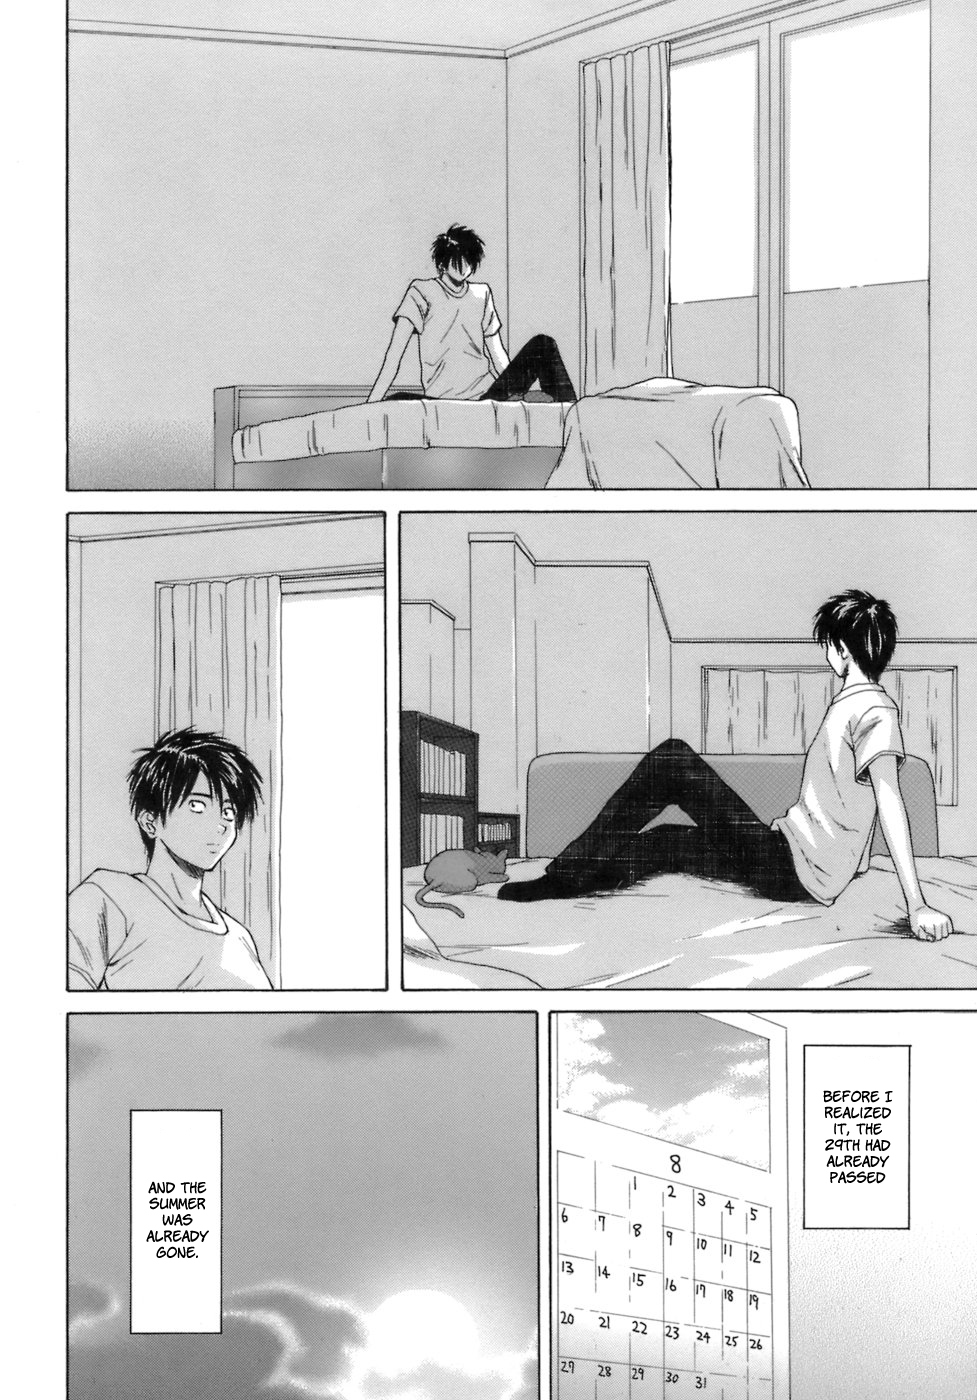 BEFORE I
REALIZED
IT, THE
29TH HAD
ALREADY
PASSED
8
1 2 3 4 5
6 7 8 9 10 11 12
13 14 15 16 17 18 19
20 21 22 23 24 25 26
27 28 29 30 31
AND THE
SUMMER
WAS
ALREADY
GONE.